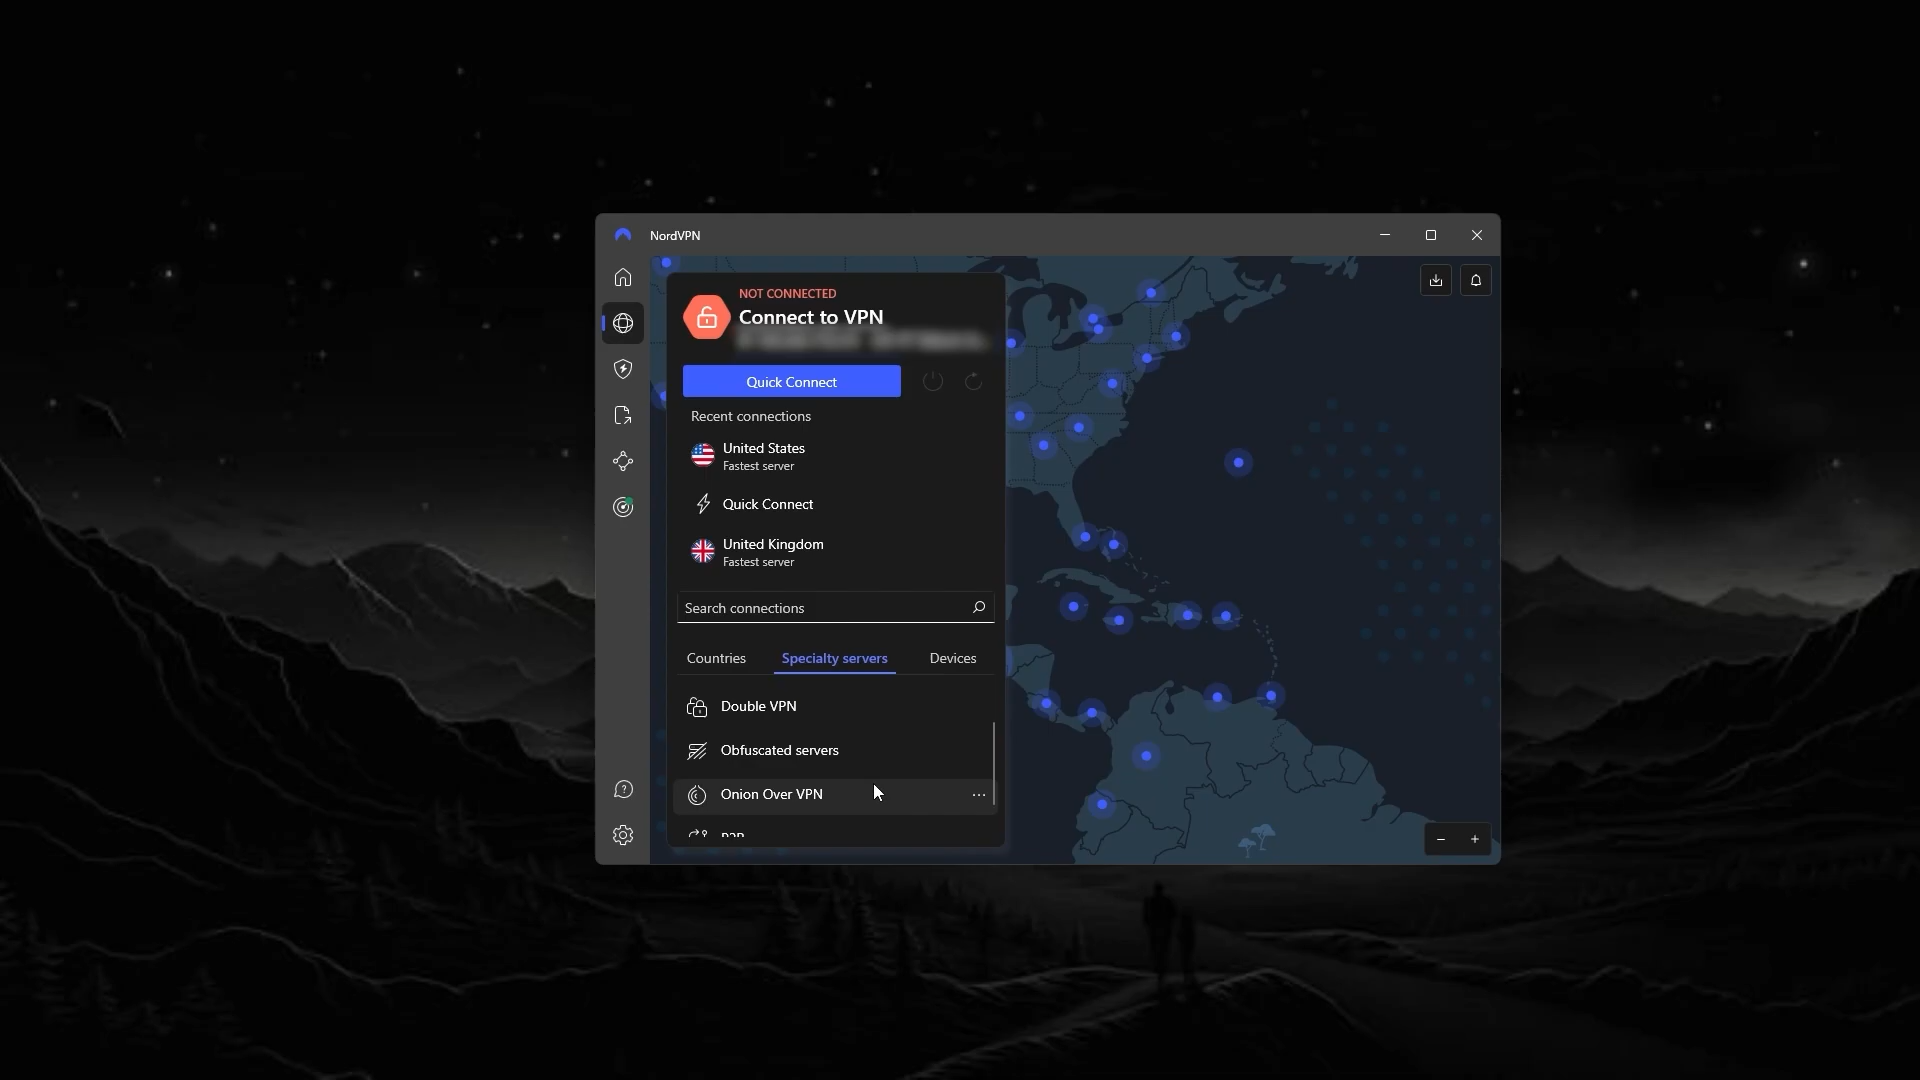 NordVPN
NOT CONNECTED
Connect to VPN
Quick Connect
Recent connections
United States
Fastest server
Quick Connect
United Kingdom
Fastest server
Search connections
Countries
Specialty servers
Devices
Double VPN
Obfuscated servers
Onion Over VPN
P2P